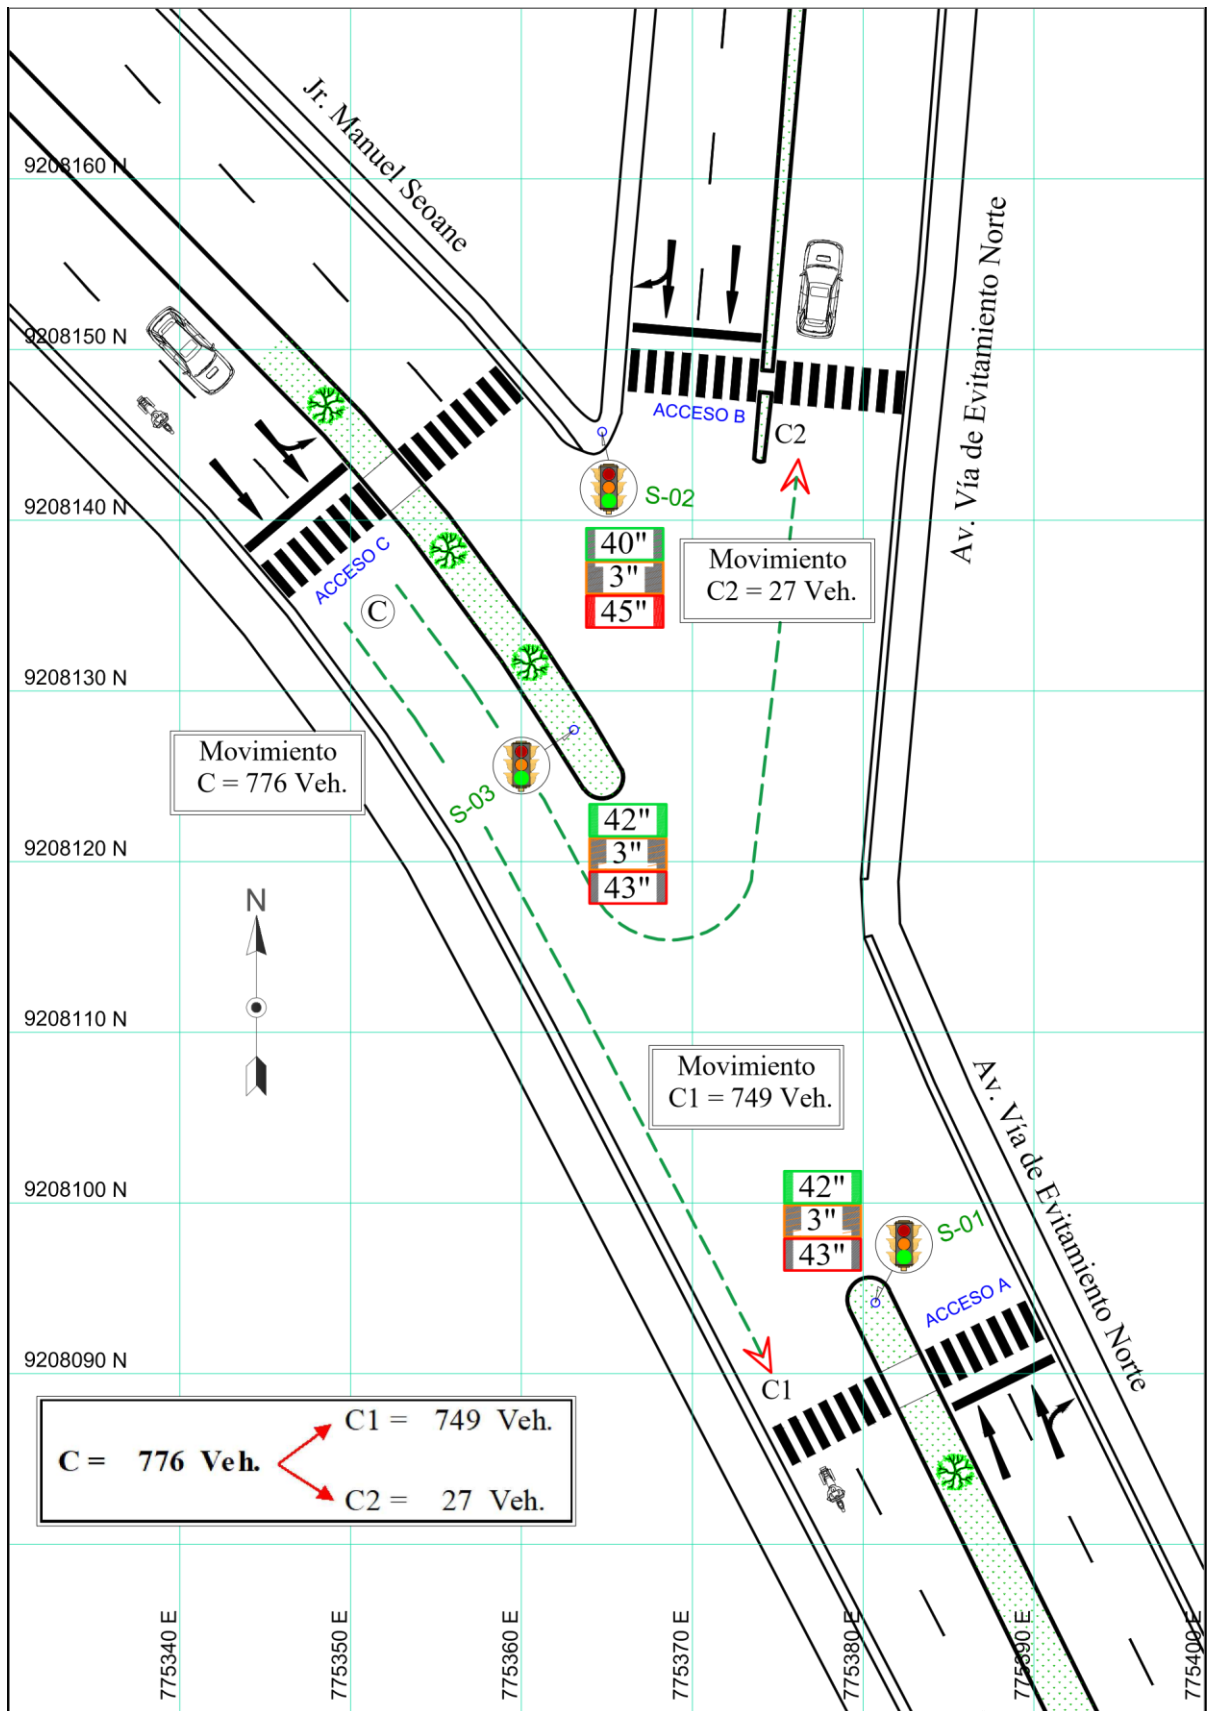 Jr. Manuel Seoane
9208160 N
Av. Vía de Evitamiento Norte
9208150 N
ACCESO B
C2
S-02
9208140 N
ACCESO C
C
40"
3"
45"
Movimiento
C2 = 27 Veh.
9208130 N
Movimiento
C = 776 Veh.
S-03
42"
3"
43"
9208120 N
N
9208110 N
Movimiento
C1 = 749 Veh.
Av. Vía de Evitamiento Norte
9208100 N
42"
3"
43"
S-01
ACCESO A
9208090 N
C1
C = 776 Veh.
C1 = 749 Veh.
C2 = 27 Veh.
775340 E
775350 E
775360 E
775370 E
775380 E
775390 E
775400 E